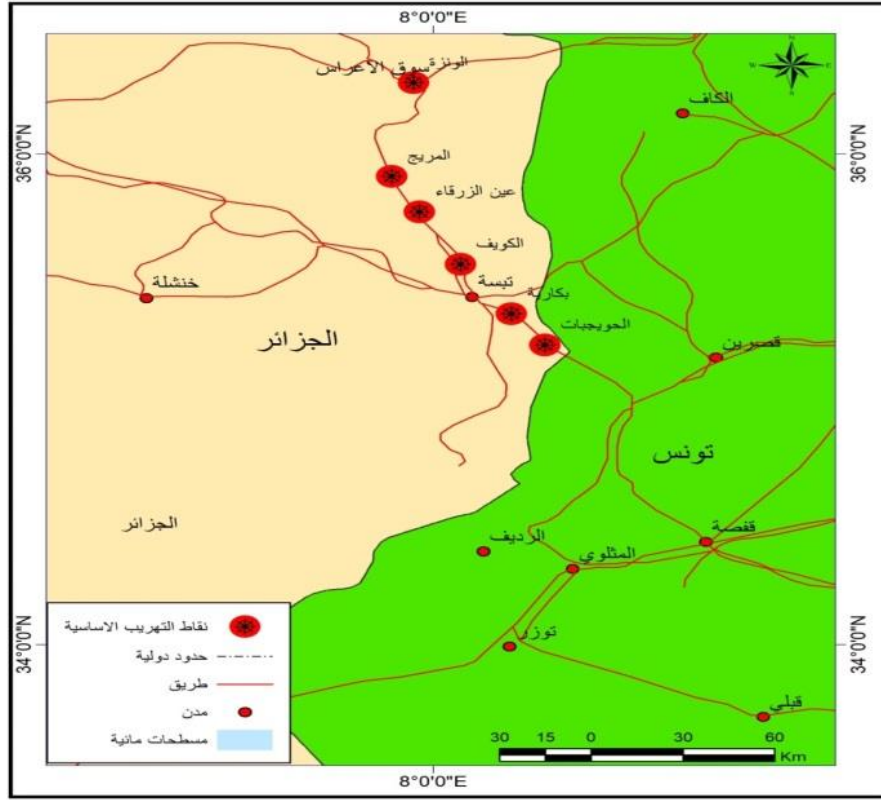 8°0'0"E
الونزة
سوق الاعراس
الكاف
36°0'0"N
36°0'0"N
المريج
عين الزرقاء
الكويف
تبسة
خنشلة
بكارية
الحويجبات
الجزائر
قصرين
تونس
الجزائر
قفصة
الرديف
المثلوي
توزر
قبلي
34°0'0"N
34°0'0"N
نقاط التهريب الاساسية
حدود دولية
طريق
مدن
مسطحات مائية
30 15 0 30 60
Km
8°0'0"E
N
W E
S